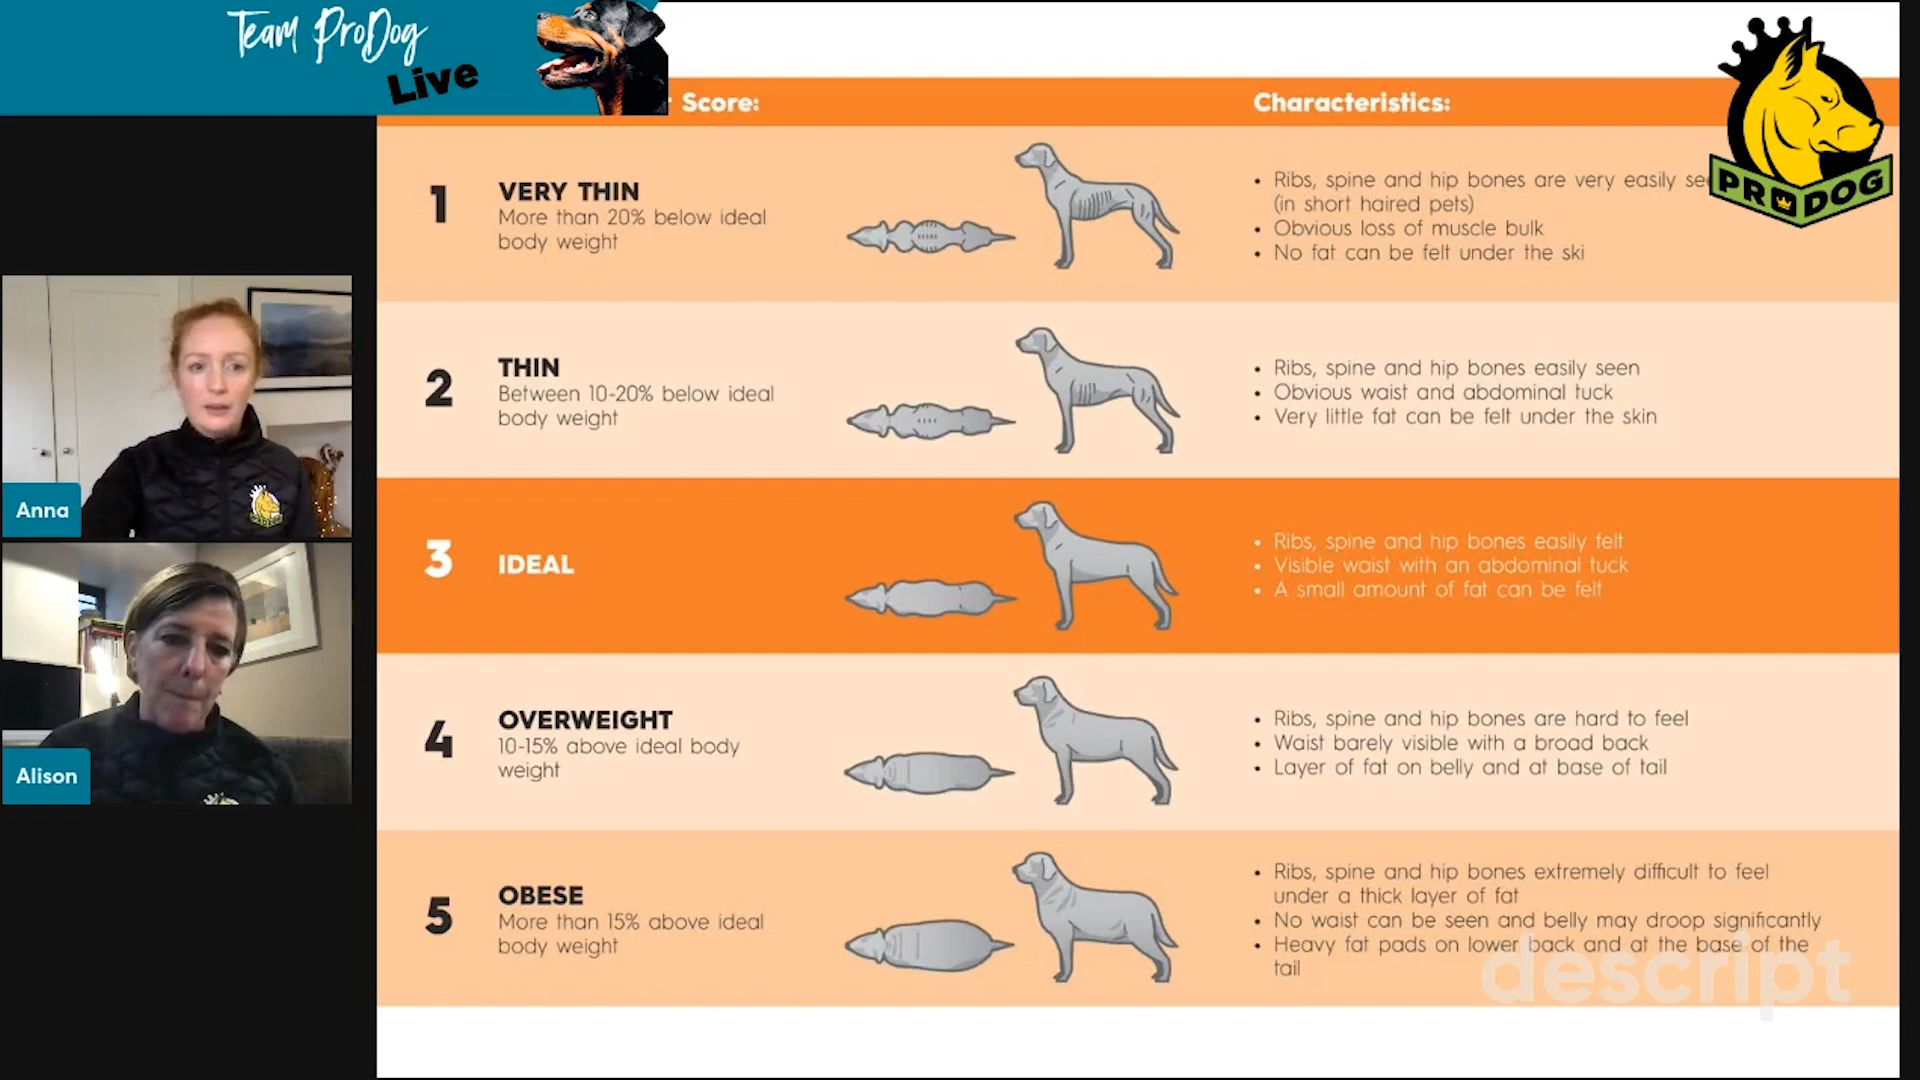 Team ProDog
Live
Score:
Characteristics:
PRODOG
1
VERY THIN
More than 20% below ideal
body weight
• Ribs, spine and hip bones are very easily
(in short haired pets)
• Obvious loss of muscle bulk
• No fat can be felt under the ski
2
THIN
Between 10-20% below ideal
body weight
• Ribs, spine and hip bones easily seen
• Obvious waist and abdominal tuck
• Very little fat can be felt under the skin
Anna
3
IDEAL
• Ribs, spine and hip bones easily felt
• Visible waist with an abdominal tuck
• A small amount of fat can be felt
4
OVERWEIGHT
10-15% above ideal body
weight
• Ribs, spine and hip bones are hard to feel
• Waist barely visible with a broad back
• Layer of fat on belly and at base of tail
Alison
5
OBESE
More than 15% above ideal
body weight
• Ribs, spine and hip bones extremely difficult to feel
under a thick layer of fat
• No waist can be seen and belly may droop significantly
• Heavy fat pads on lower back and at the base of the
tail
descript